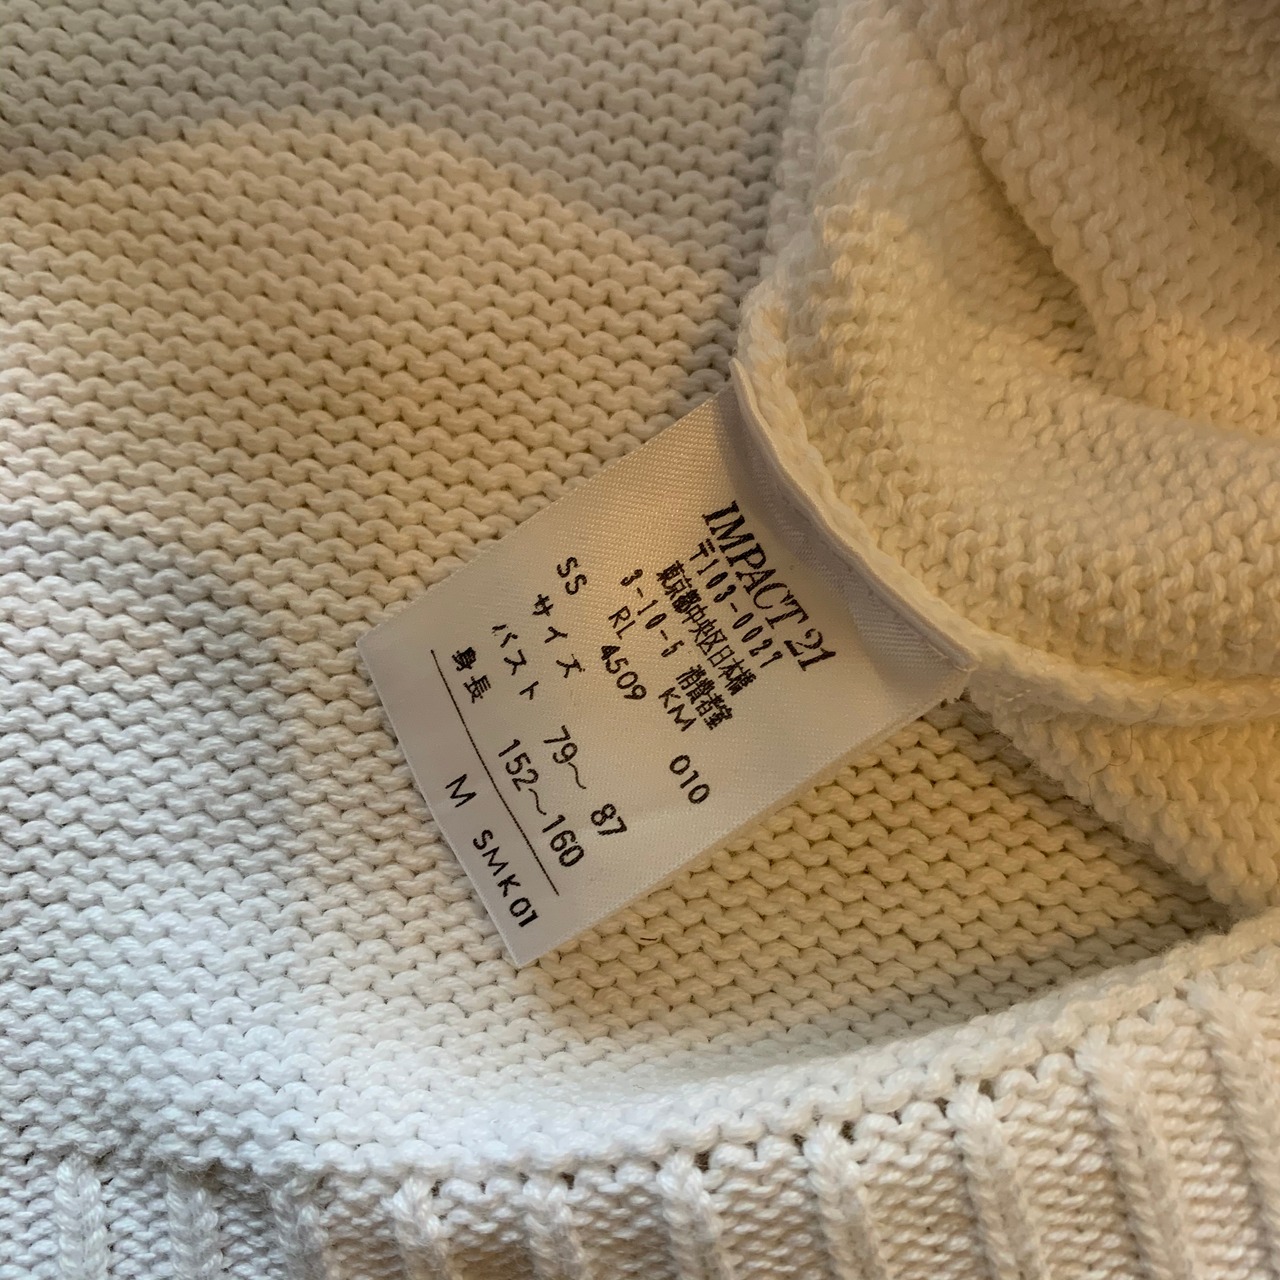 IMPACT 21
〒103-0027
東京都中央区日本橋
3-10-5 消費者室
RL 4509 KM 010
SS
サイズ
バスト 79〜 87
身長 152〜160
M SMK01